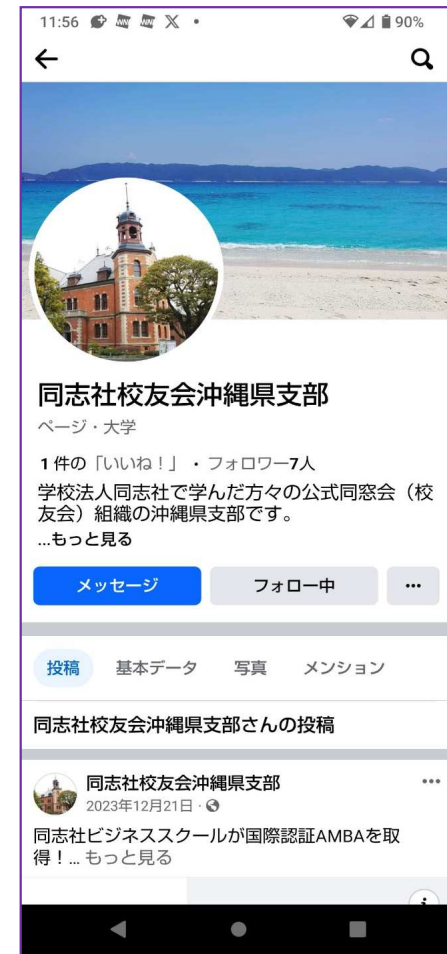 11:56
90%
同志社校友会沖縄県支部
ページ・大学
1 件の「いいね！」・フォロワー7人
学校法人同志社で学んだ方々の公式同窓会（校
友会）組織の沖縄県支部です。
...もっと見る
メッセージ
フォロー中
投稿
基本データ
写真
メンション
同志社校友会沖縄県支部さんの投稿
同志社校友会沖縄県支部
2023年12月21日
同志社ビジネススクールが国際認証AMBAを取
得！... もっと見る